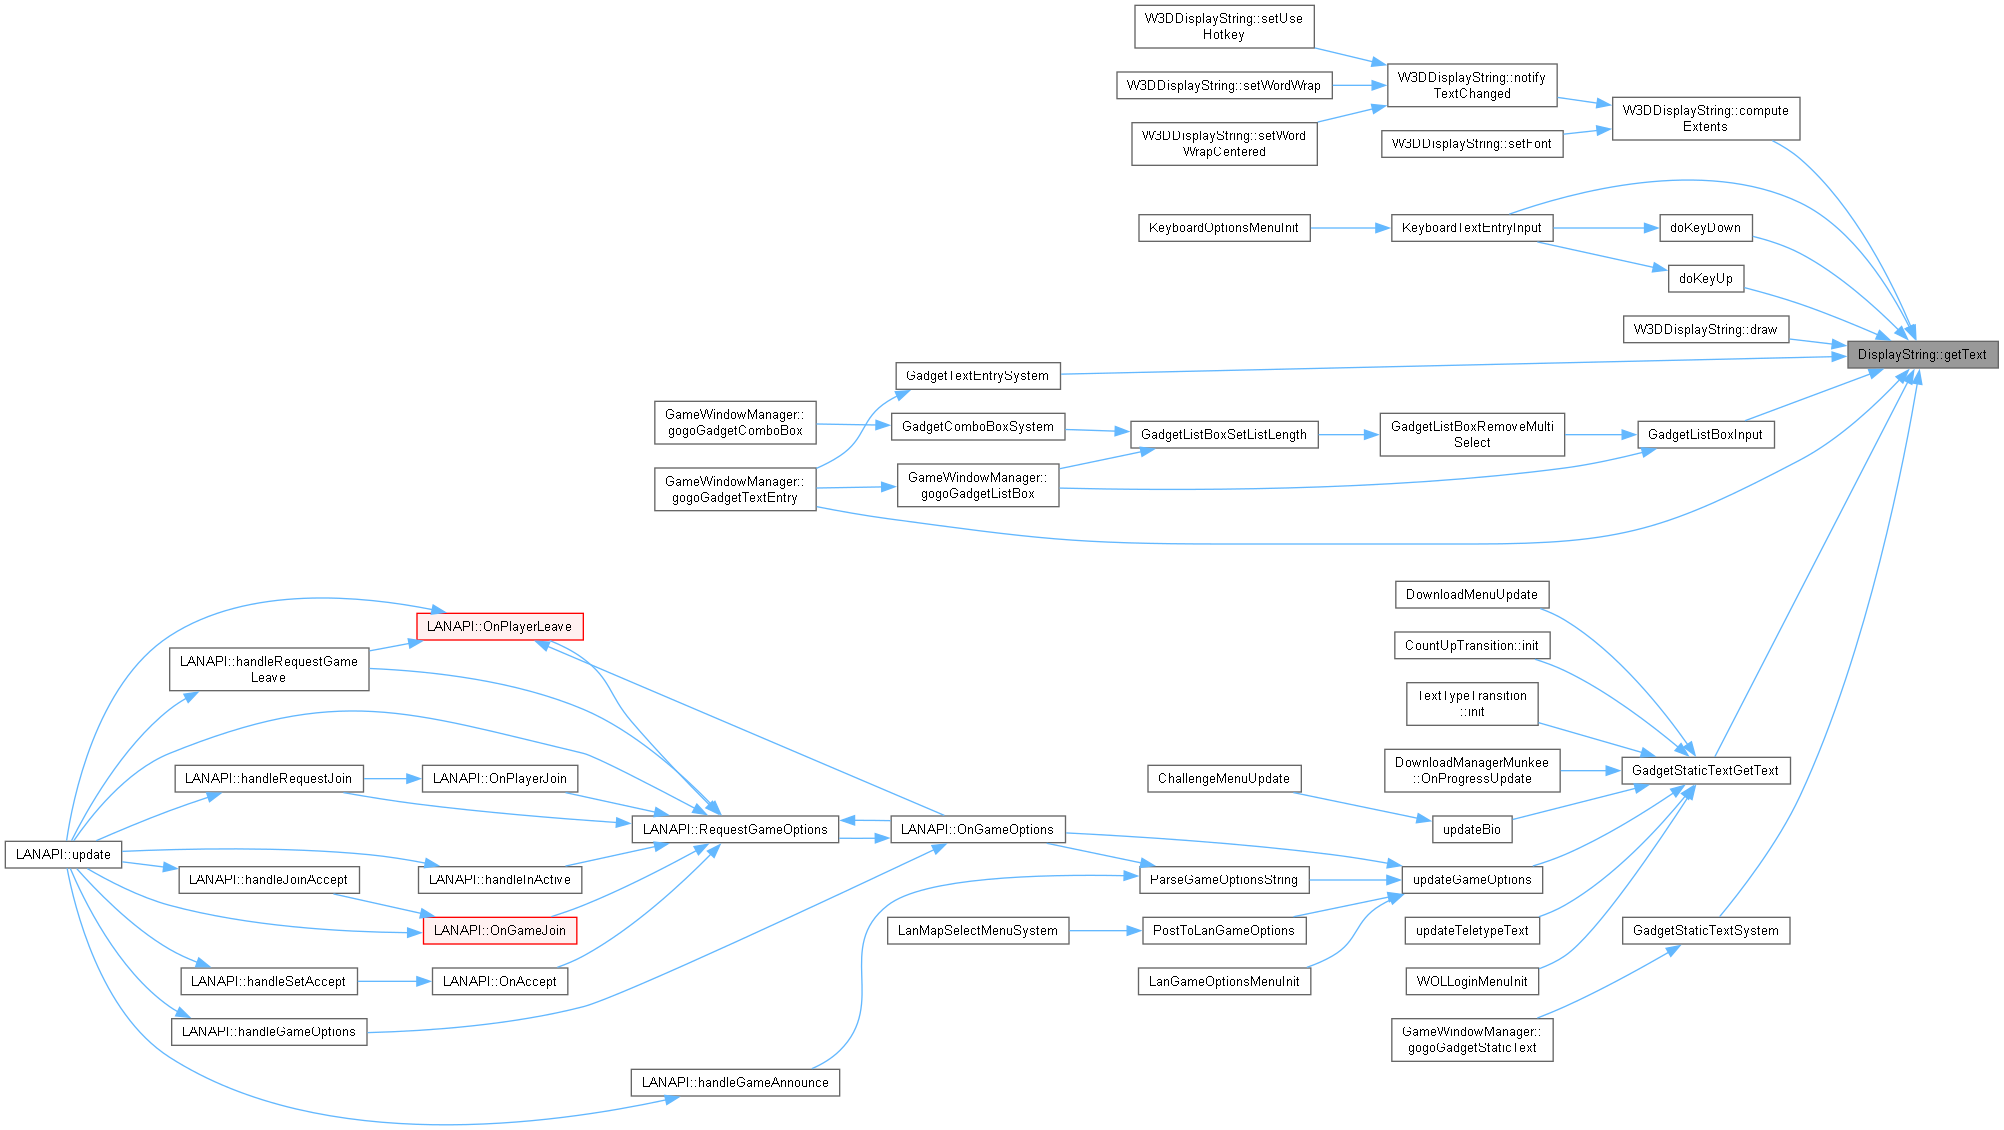 W3DDisplayString::setUse
Hotkey
W3DDisplayString::notify
TextChanged
W3DDisplayString::setWordWrap
W3DDisplayString::compute
Extents
W3DDisplayString::setWord
WrapCentered
W3DDisplayString::setFont
KeyboardOptionsMenuInit
KeyboardTextEntryInput
doKeyDown
doKeyUp
W3DDisplayString::draw
DisplayString::getText
GadgetTextEntrySystem
GameWindowManager::
gogoGadgetComboBox
GadgetComboBoxSystem
GadgetListBoxSetListLength
GadgetListBoxRemoveMulti
Select
GadgetListBoxInput
GameWindowManager::
gogoGadgetTextEntry
GameWindowManager::
gogoGadgetListBox
DownloadMenuUpdate
LANAPI::OnPlayerLeave
CountUpTransition::init
LANAPI::handleRequestGame
Leave
TextTypeTransition
::init
DownloadManagerMunkee
::OnProgressUpdate
GadgetStaticTextGetText
LANAPI::handleRequestJoin
LANAPI::OnPlayerJoin
ChallengeMenuUpdate
LANAPI::RequestGameOptions
LANAPI::OnGameOptions
updateBio
LANAPI::update
LANAPI::handleJoinAccept
LANAPI::handleInActive
ParseGameOptionsString
updateGameOptions
LANAPI::OnGameJoin
LanMapSelectMenuSystem
PostToLanGameOptions
updateTeletypeText
GadgetStaticTextSystem
LANAPI::handleSetAccept
LANAPI::OnAccept
LanGameOptionsMenuInit
WOLLoginMenuInit
LANAPI::handleGameOptions
GameWindowManager::
gogoGadgetStaticText
LANAPI::handleGameAnnounce